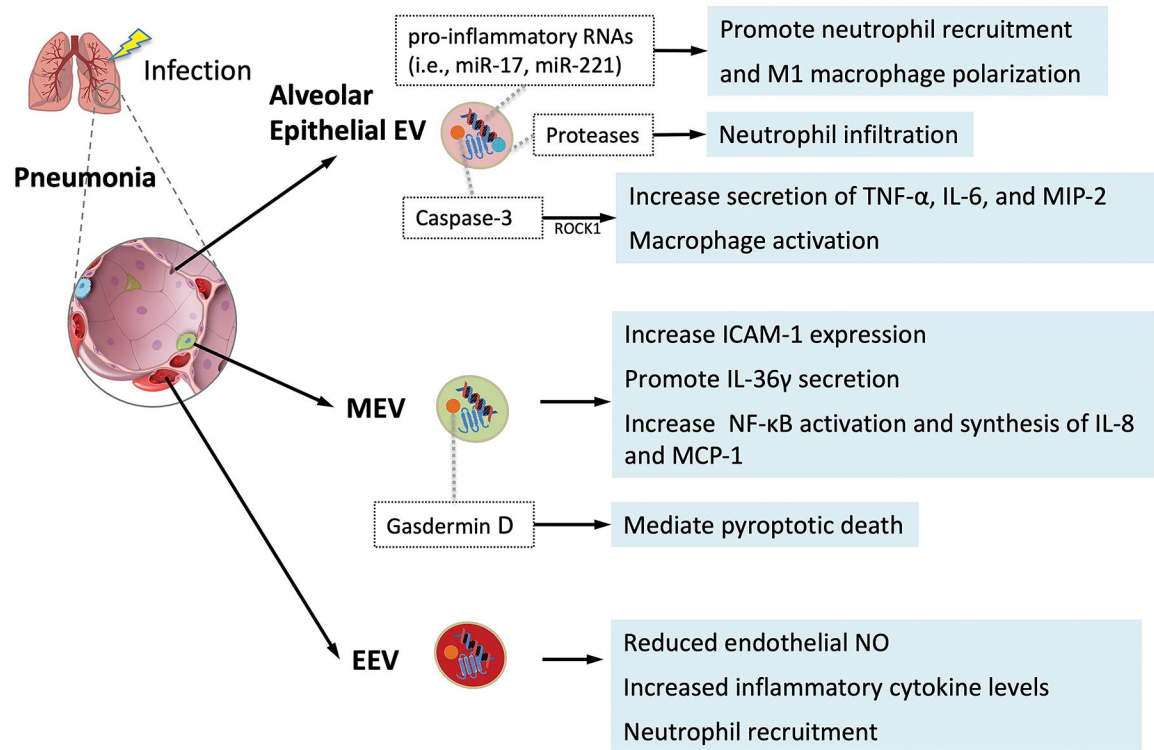 Infection
Pneumonia
Alveolar
Epithelial EV
pro-inflammatory RNAs
(i.e., miR-17, miR-221)
Promote neutrophil recruitment
and M1 macrophage polarization
Proteases
Neutrophil infiltration
Caspase-3
ROCK1
Increase secretion of TNF-α, IL-6, and MIP-2
Macrophage activation
MEV
Increase ICAM-1 expression
Promote IL-36γ secretion
Increase NF-κB activation and synthesis of IL-8
and MCP-1
Gasdermin D
Mediate pyroptotic death
EEV
Reduced endothelial NO
Increased inflammatory cytokine levels
Neutrophil recruitment